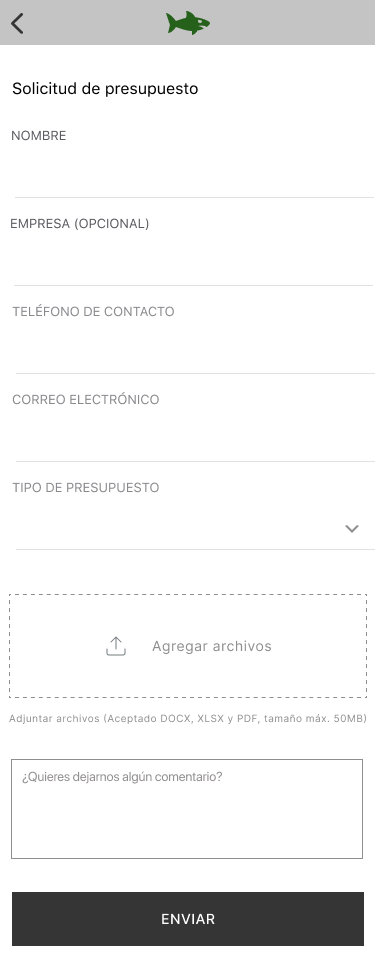 Solicitud de presupuesto
NOMBRE
EMPRESA (OPCIONAL)
TELÉFONO DE CONTACTO
CORREO ELECTRÓNICO
TIPO DE PRESUPUESTO
Agregar archivos
Adjuntar archivos (Aceptado DOCX, XLSX y PDF, tamaño máx. 50MB)
¿Quieres dejarnos algún comentario?
ENVIAR